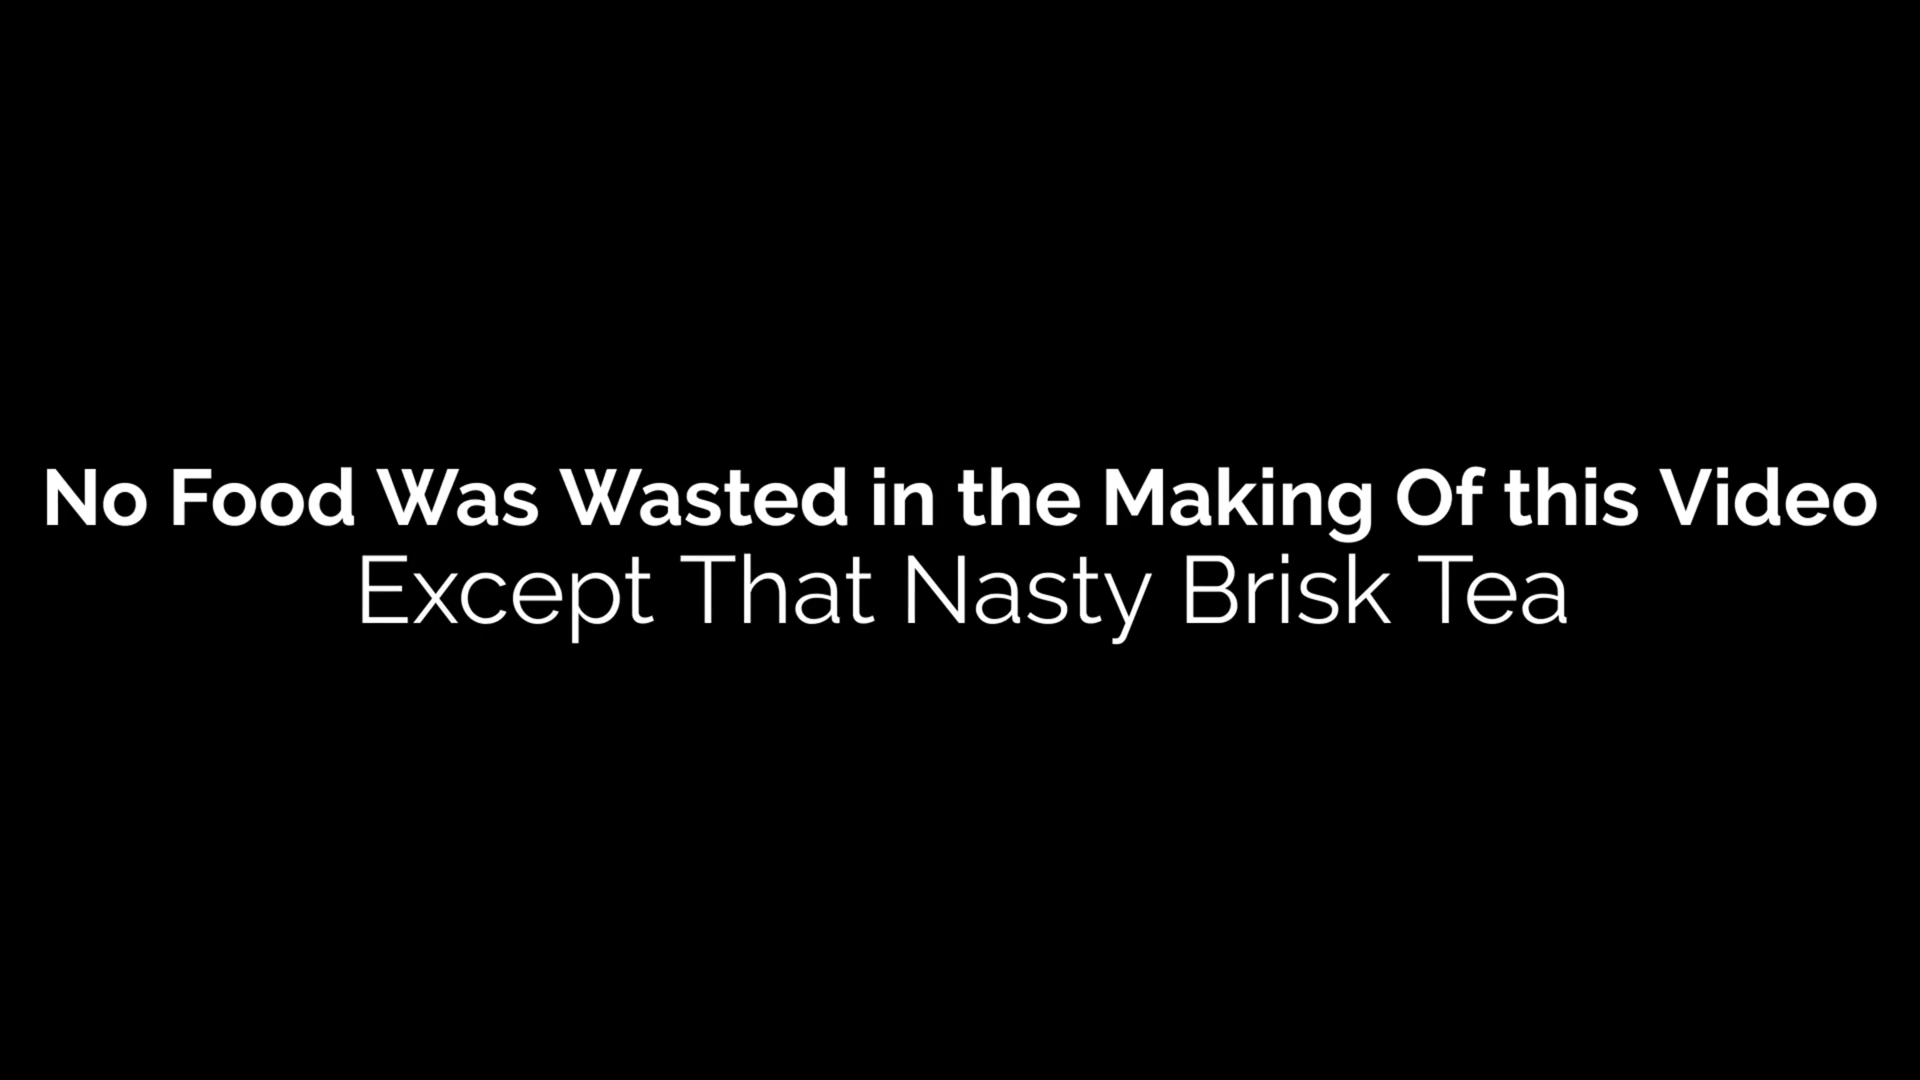 No Food Was Wasted in the Making Of this Video
Except That Nasty Brisk Tea